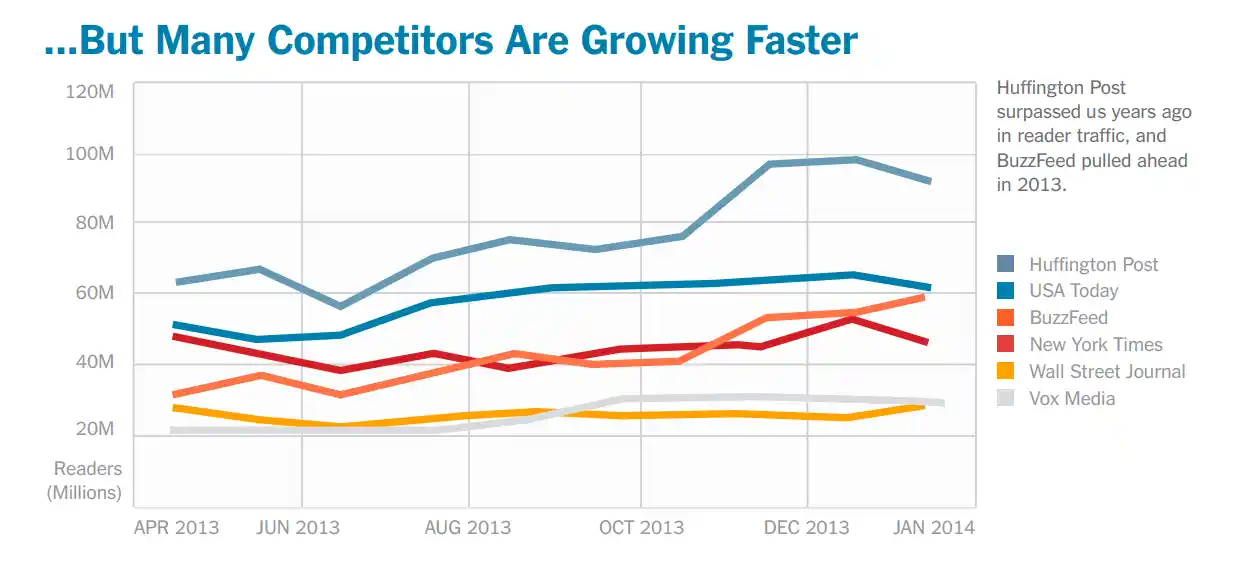 ...But Many Competitors Are Growing Faster
120M
100M
80M
60M
40M
20M
Readers
(Millions)
APR 2013
JUN 2013
AUG 2013
OCT 2013
DEC 2013
JAN 2014
Huffington Post
surpassed us years ago
in reader traffic, and
BuzzFeed pulled ahead
in 2013.
Huffington Post
USA Today
BuzzFeed
New York Times
Wall Street Journal
Vox Media